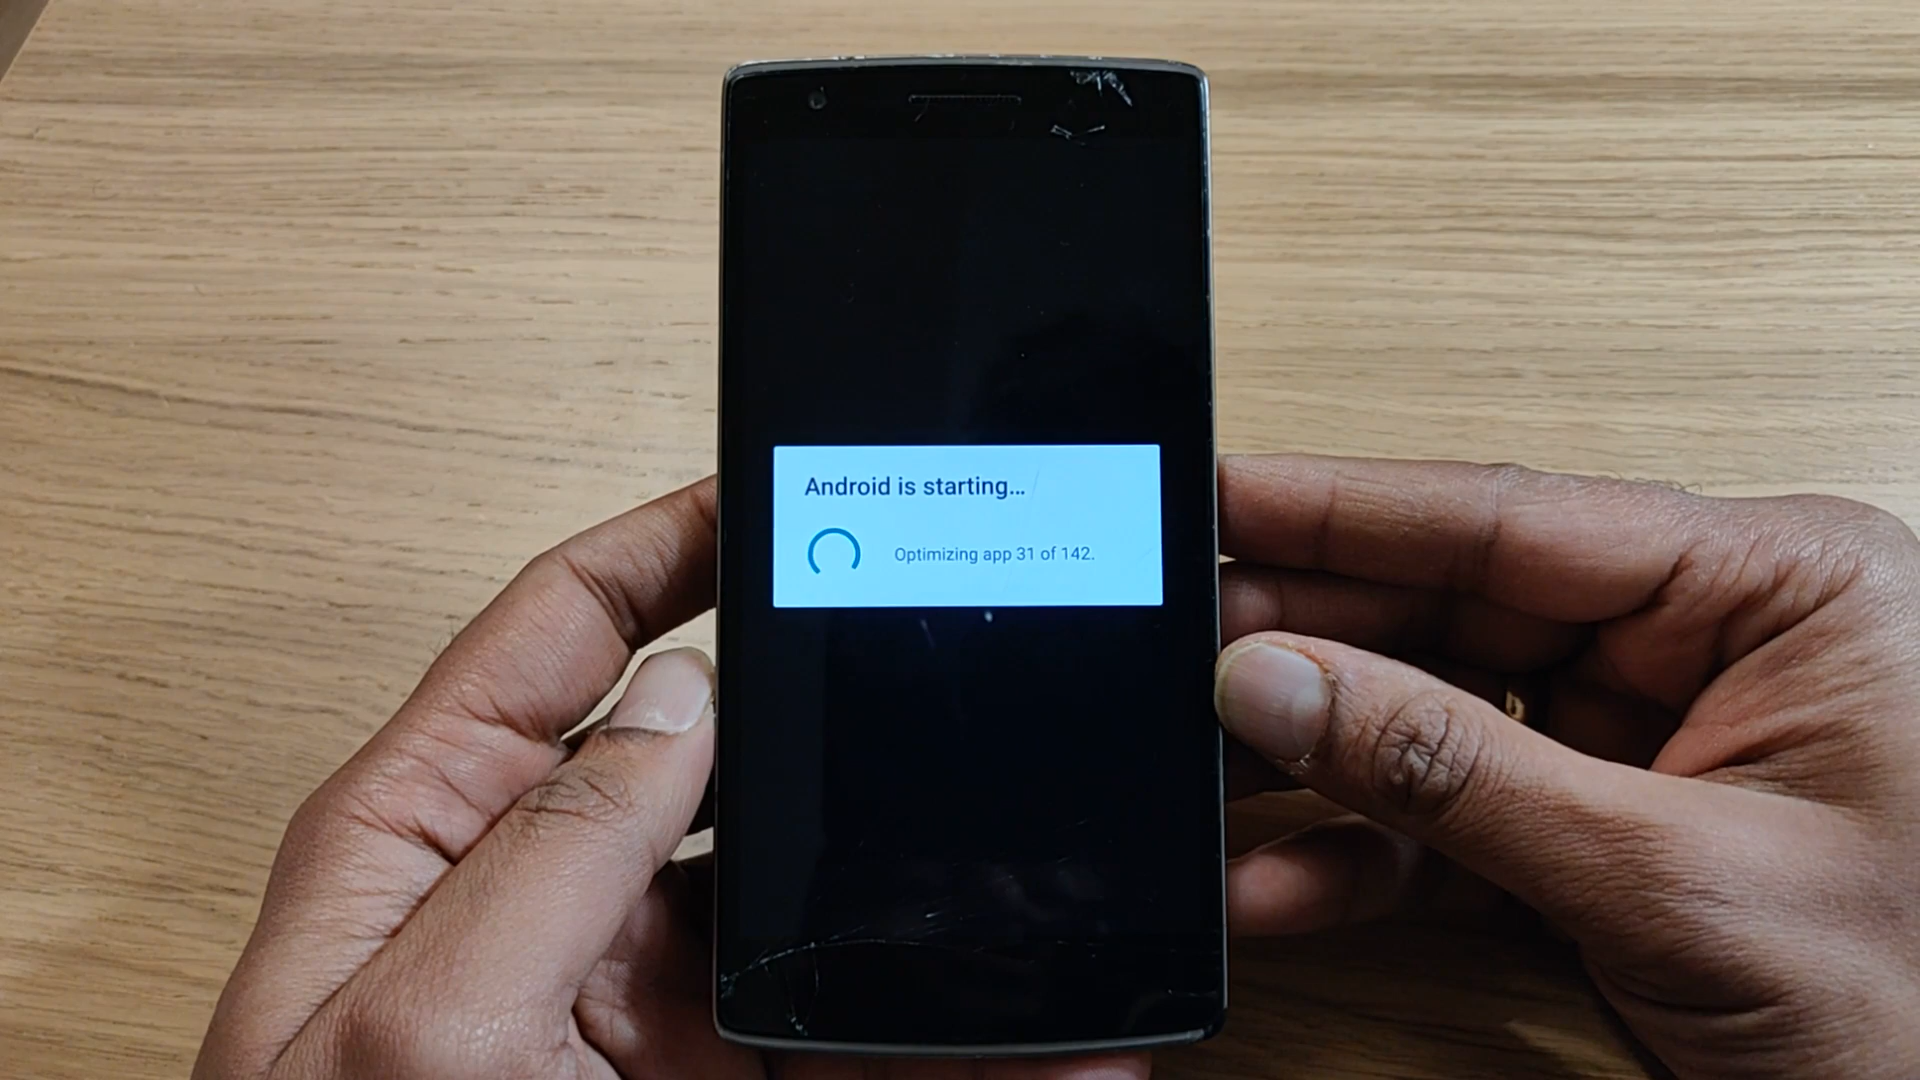 Android is starting...
Optimizing app 31 of 142.